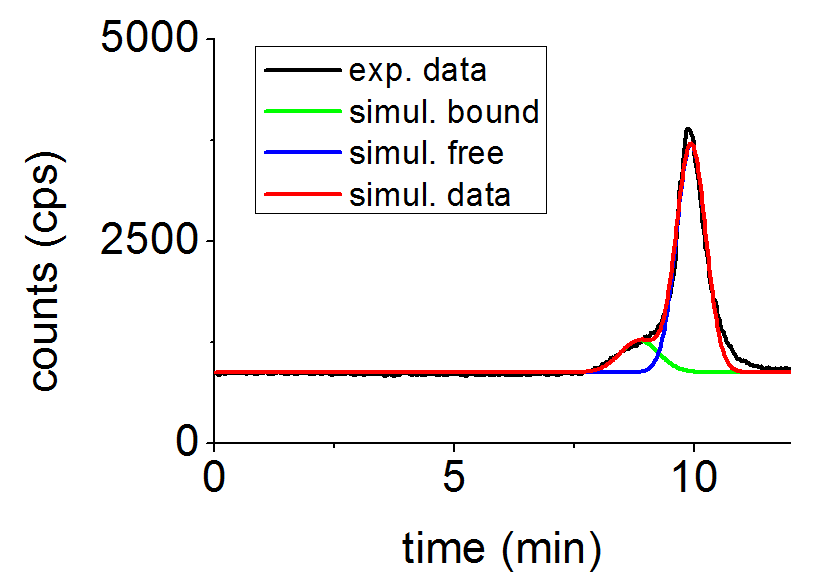 5000
exp. data
simul. bound
simul. free
simul. data
2500
counts (cps)
0
0 5 10
time (min)